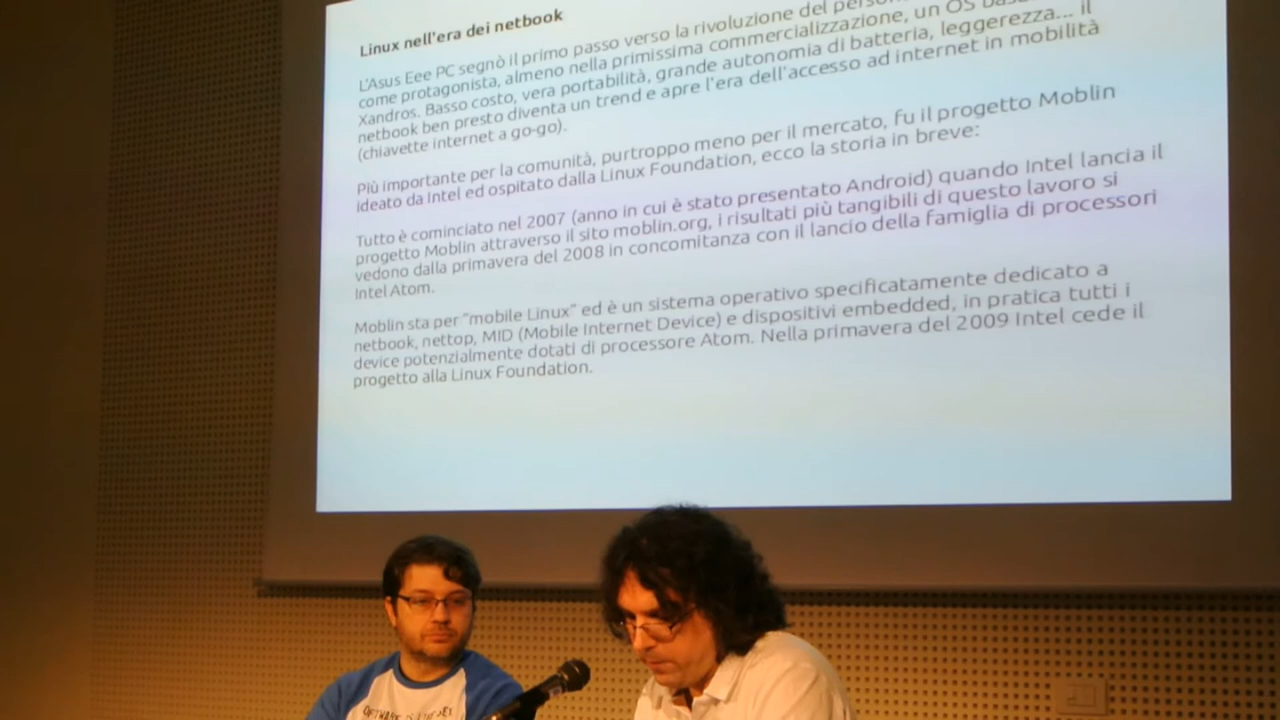 Linux nell'era dei netbook
L'Asus Eee PC segnò il primo passo verso la rivoluzione del
come protagonista, almeno nella primissima commercializzazione, un OS
Xandros. Basso costo, vera portabilità, grande autonomia di batteria, leggerezza... il
netbook ben presto diventa un trend e apre l'era dell'accesso ad internet in mobilità
(chiavette internet a go-go).
Più importante per la comunità, purtroppo meno per il mercato, fu il progetto Moblin
ideato da Intel ed ospitato dalla Linux Foundation, ecco la storia in breve:
Tutto è cominciato nel 2007 (anno in cui è stato presentato Android) quando Intel lancia il
progetto Moblin attraverso il sito moblin.org, i risultati più tangibili di questo lavoro si
vedono dalla primavera del 2008 in concomitanza con il lancio della famiglia di processori
Intel Atom.
Moblin sta per "mobile Linux" ed è un sistema operativo specificatamente dedicato a
netbook, nettop, MID (Mobile Internet Device) e dispositivi embedded, in pratica tutti i
device potenzialmente dotati di processore Atom. Nella primavera del 2009 Intel cede il
progetto alla Linux Foundation.